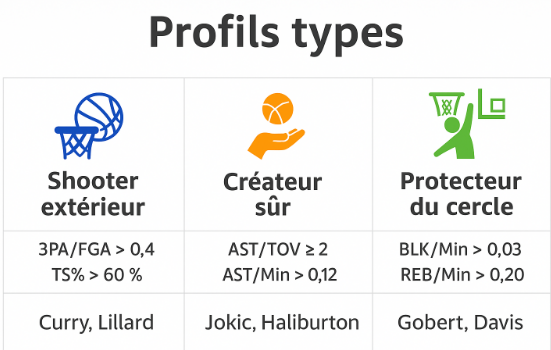 Profils types
Shooter
extérieur
3PA/FGA > 0,4
TS% > 60 %
Curry, Lillard
Créateur
sûr
AST/TOV ≥ 2
AST/Min > 0,12
Jokic, Haliburton
Protecteur
du cercle
BLK/Min > 0,03
REB/Min > 0,20
Gobert, Davis